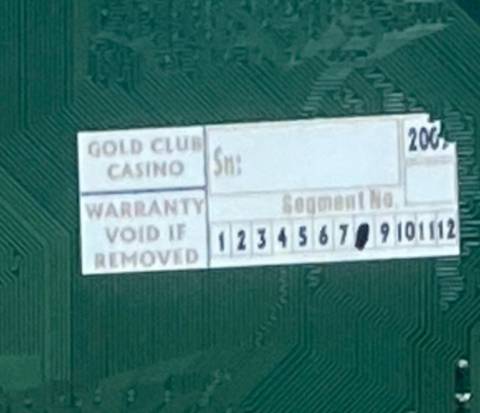 GOLD CLUB
CASINO
Sn:
WARRANTY
VOID IF
REMOVED
Segment No.
1 2 3 4 5 6 7 9 10 11 12